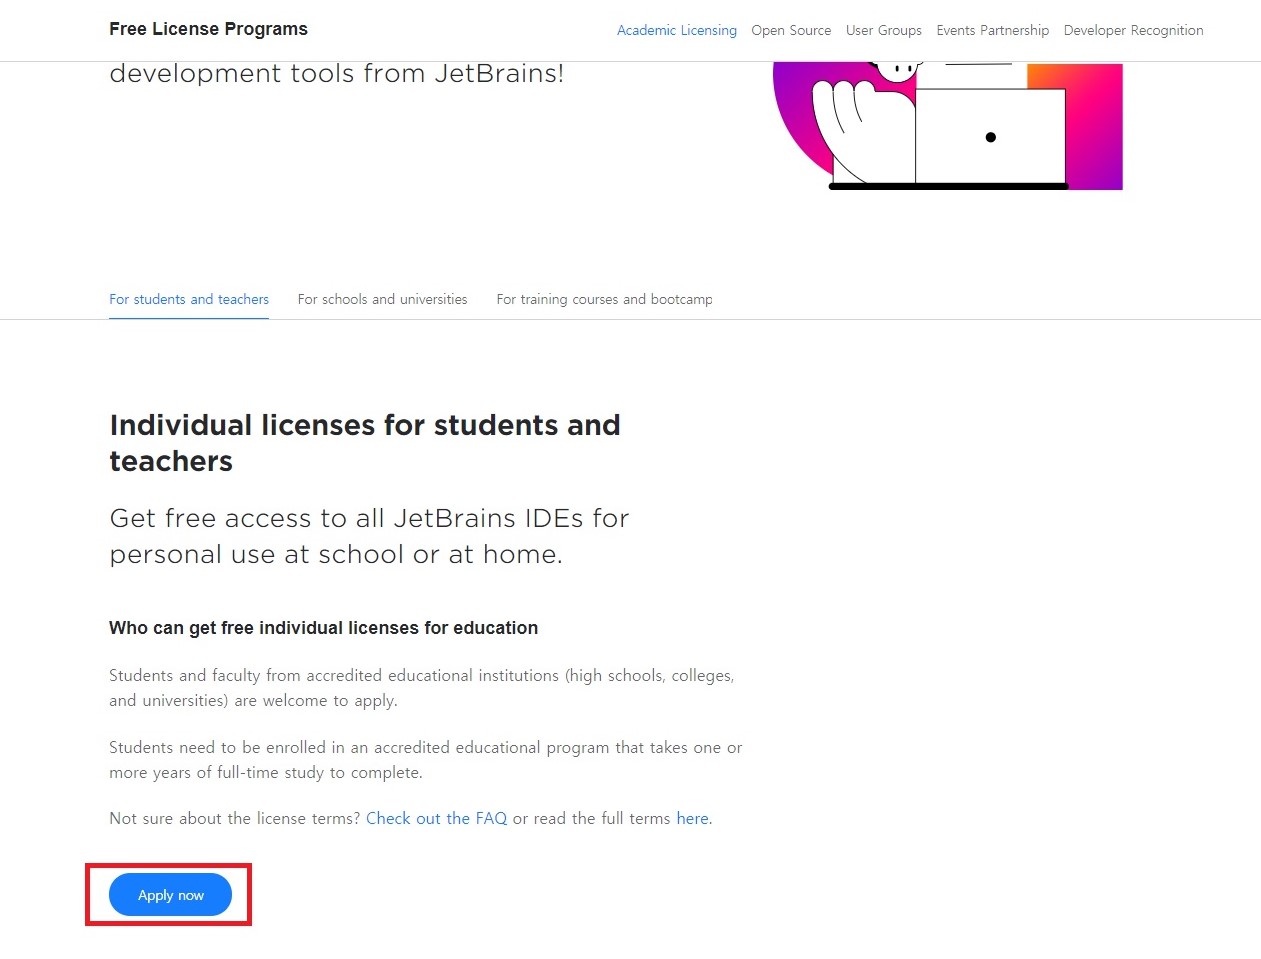 Free License Programs
Academic Licensing Open Source User Groups Events Partnership Developer Recognition
development tools from JetBrains!
For students and teachers For schools and universities For training courses and bootcamp
Individual licenses for students and
teachers
Get free access to all JetBrains IDEs for
personal use at school or at home.
Who can get free individual licenses for education
Students and faculty from accredited educational institutions (high schools, colleges,
and universities) are welcome to apply.
Students need to be enrolled in an accredited educational program that takes one or
more years of full-time study to complete.
Not sure about the license terms? Check out the FAQ or read the full terms here.
Apply now